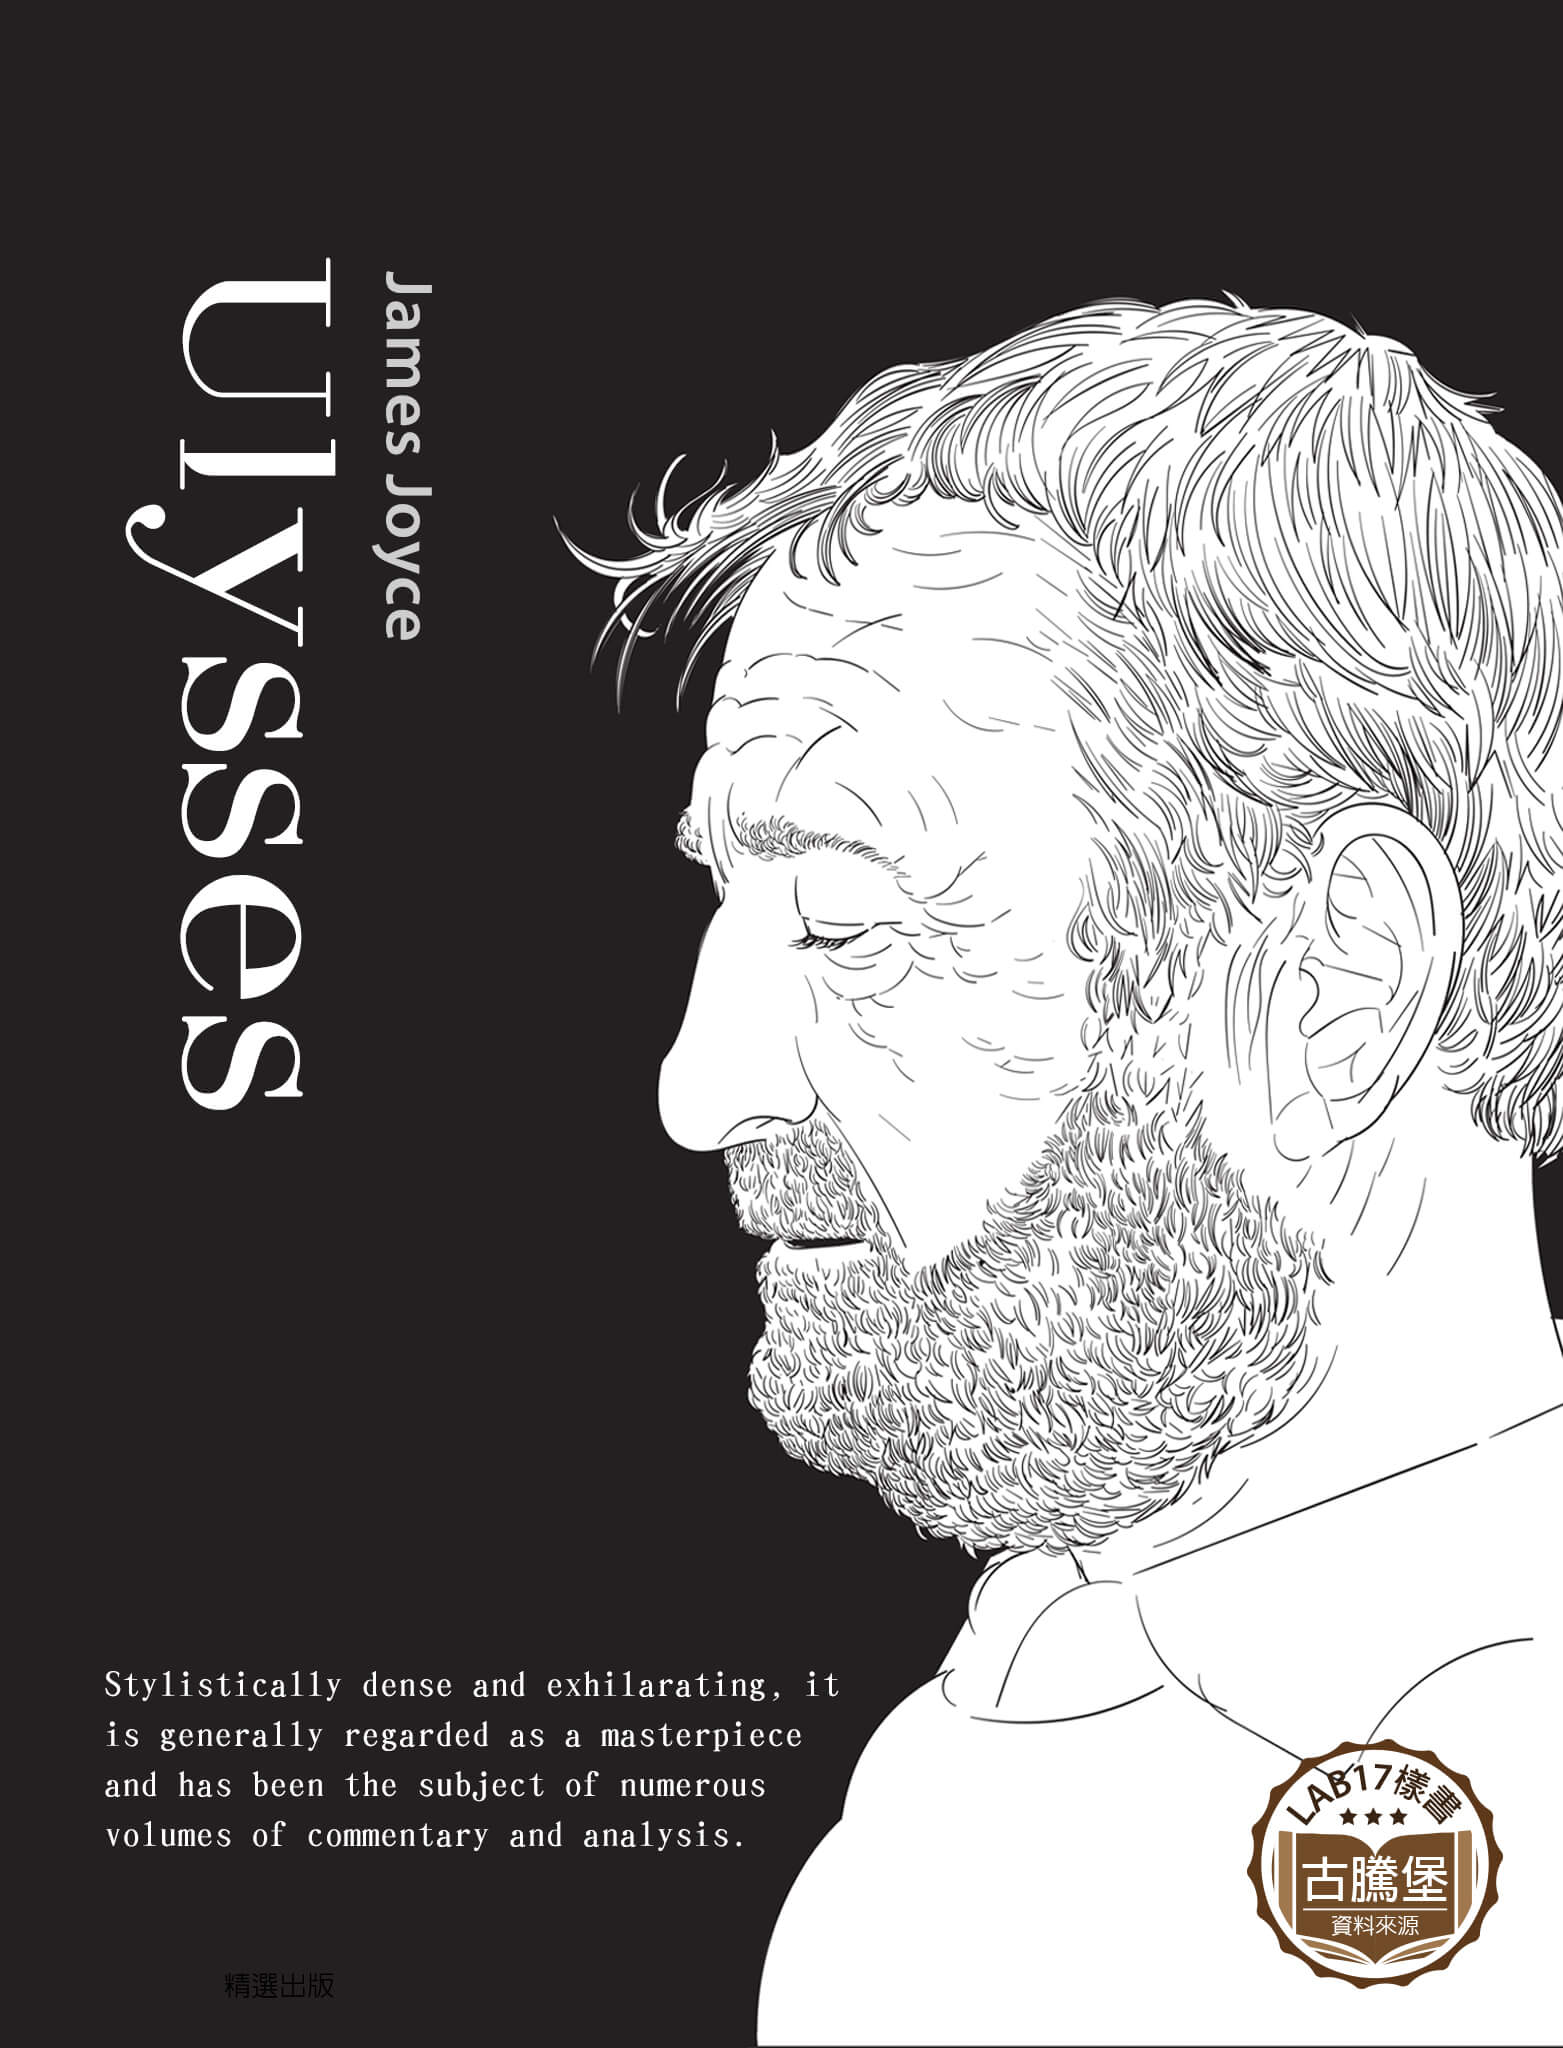 Ulysses
James Joyce
Stylistically dense and exhilarating, it
is generally regarded as a masterpiece
and has been the subject of numerous
volumes of commentary and analysis.
LAB17樣書
古騰堡
資料來源
精選出版